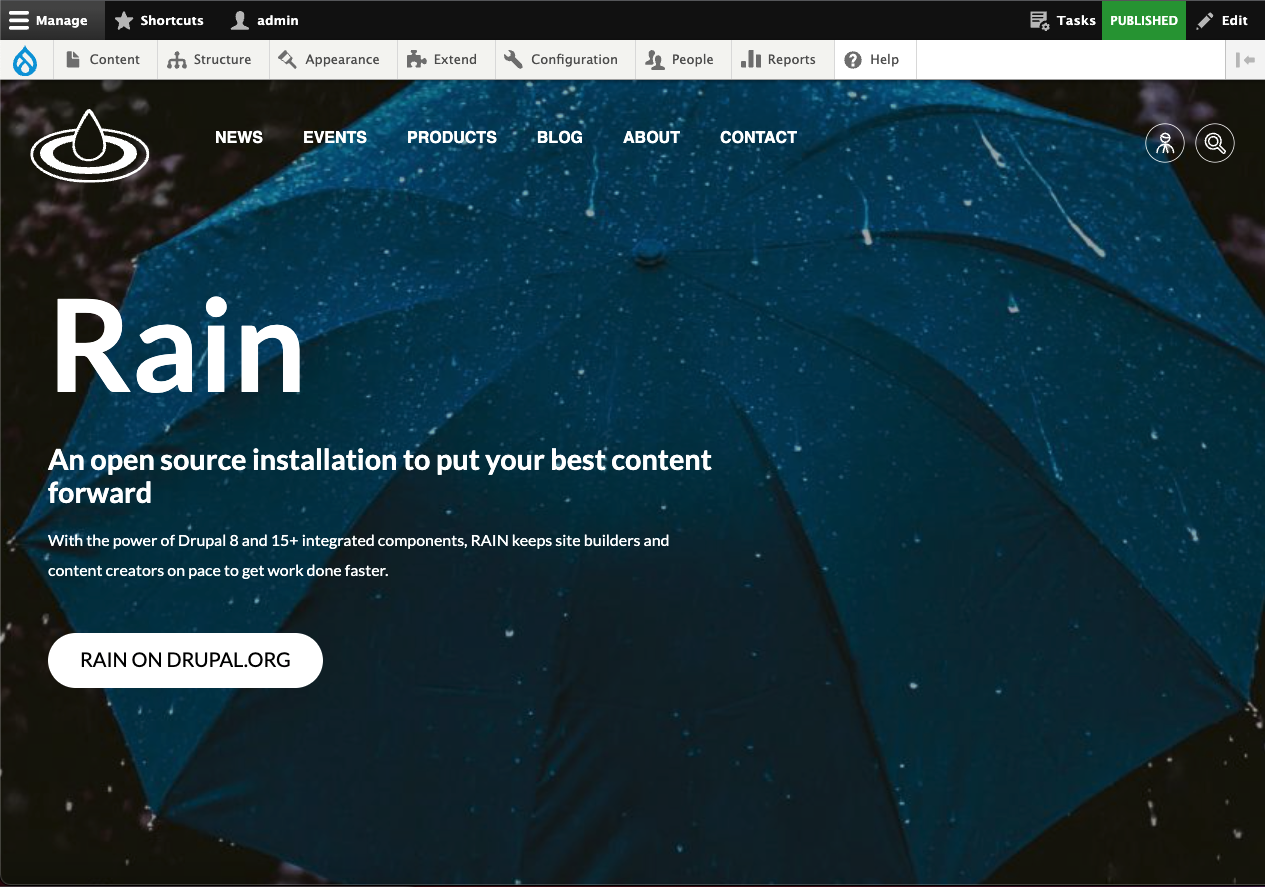 Manage Shortcuts admin Tasks PUBLISHED Edit
Content Structure Appearance Extend Configuration People Reports Help
NEWS EVENTS PRODUCTS BLOG ABOUT CONTACT
Rain
An open source installation to put your best content
forward
With the power of Drupal 8 and 15+ integrated components, RAIN keeps site builders and
content creators on pace to get work done faster.
RAIN ON DRUPAL.ORG